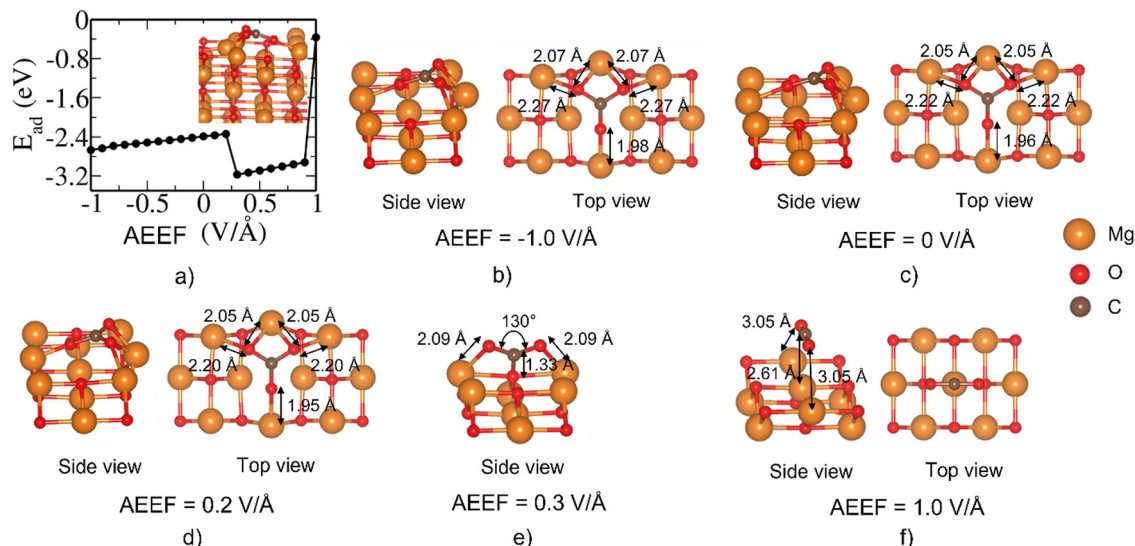 0
-0.8
-1.6
-2.4
-3.2
E_ad (eV)
-1 -0.5 0 0.5 1
AEEF (V/Å)
a)
2.07 Å 2.07 Å
2.27 Å 2.27 Å
1.98 Å
Side view Top view
AEEF = -1.0 V/Å
b)
2.05 Å 2.05 Å
2.22 Å 2.22 Å
1.96 Å
Side view Top view
AEEF = 0 V/Å
c)
Mg
O
C
2.05 Å 2.05 Å
2.20 Å 2.20 Å
1.95 Å
Side view Top view
AEEF = 0.2 V/Å
d)
130°
2.09 Å 2.09 Å
1.33 Å
Side view
AEEF = 0.3 V/Å
e)
3.05 Å
2.61 Å 3.05 Å
Side view Top view
AEEF = 1.0 V/Å
f)